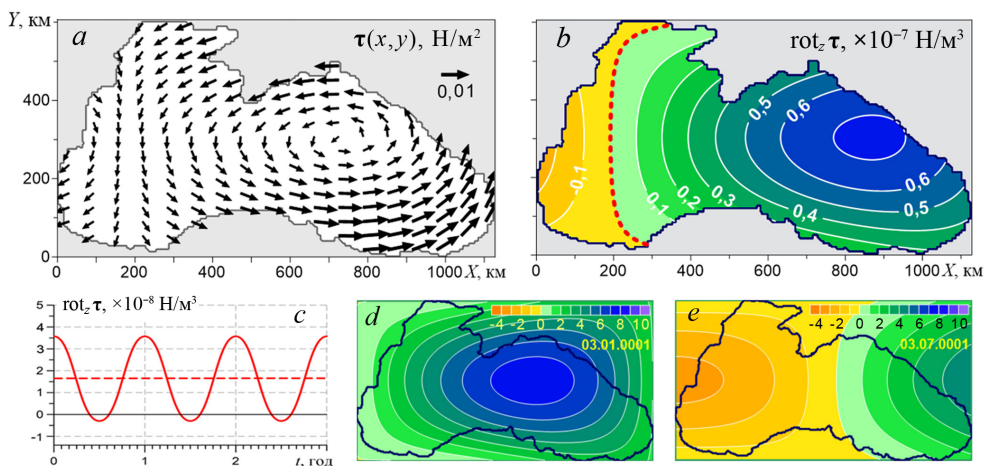 Y, км
a
τ(x, y), Н/м²
0,01
400
200
0
0 200 400 600 800 1000 X, км
b
rot_z τ, ×10⁻⁷ Н/м³
-0,1
0,1
0,2
0,3
0,4
0,5
0,6
0,6
0,5
0 200 400 600 800 1000 X, км
rot_z τ, ×10⁻⁸ Н/м³
c
5
4
3
2
1
0
-1
0 1 2 t, год
d
-4 -2 0 2 4 6 8 10
03.01.0001
e
-4 -2 0 2 4 6 8 10
03.07.0001